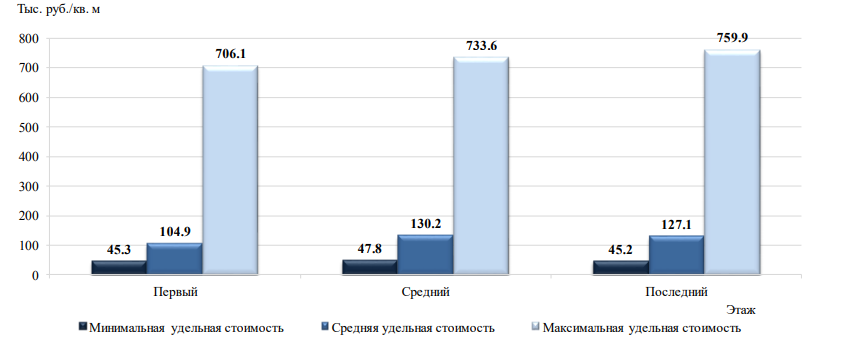 Тыс. руб./кв. м
800
759.9
733.6
706.1
700
600
500
400
300
200
130.2
127.1
104.9
100
45.3
47.8
45.2
0
Первый
Средний
Последний
Этаж
Минимальная удельная стоимость
Средняя удельная стоимость
Максимальная удельная стоимость